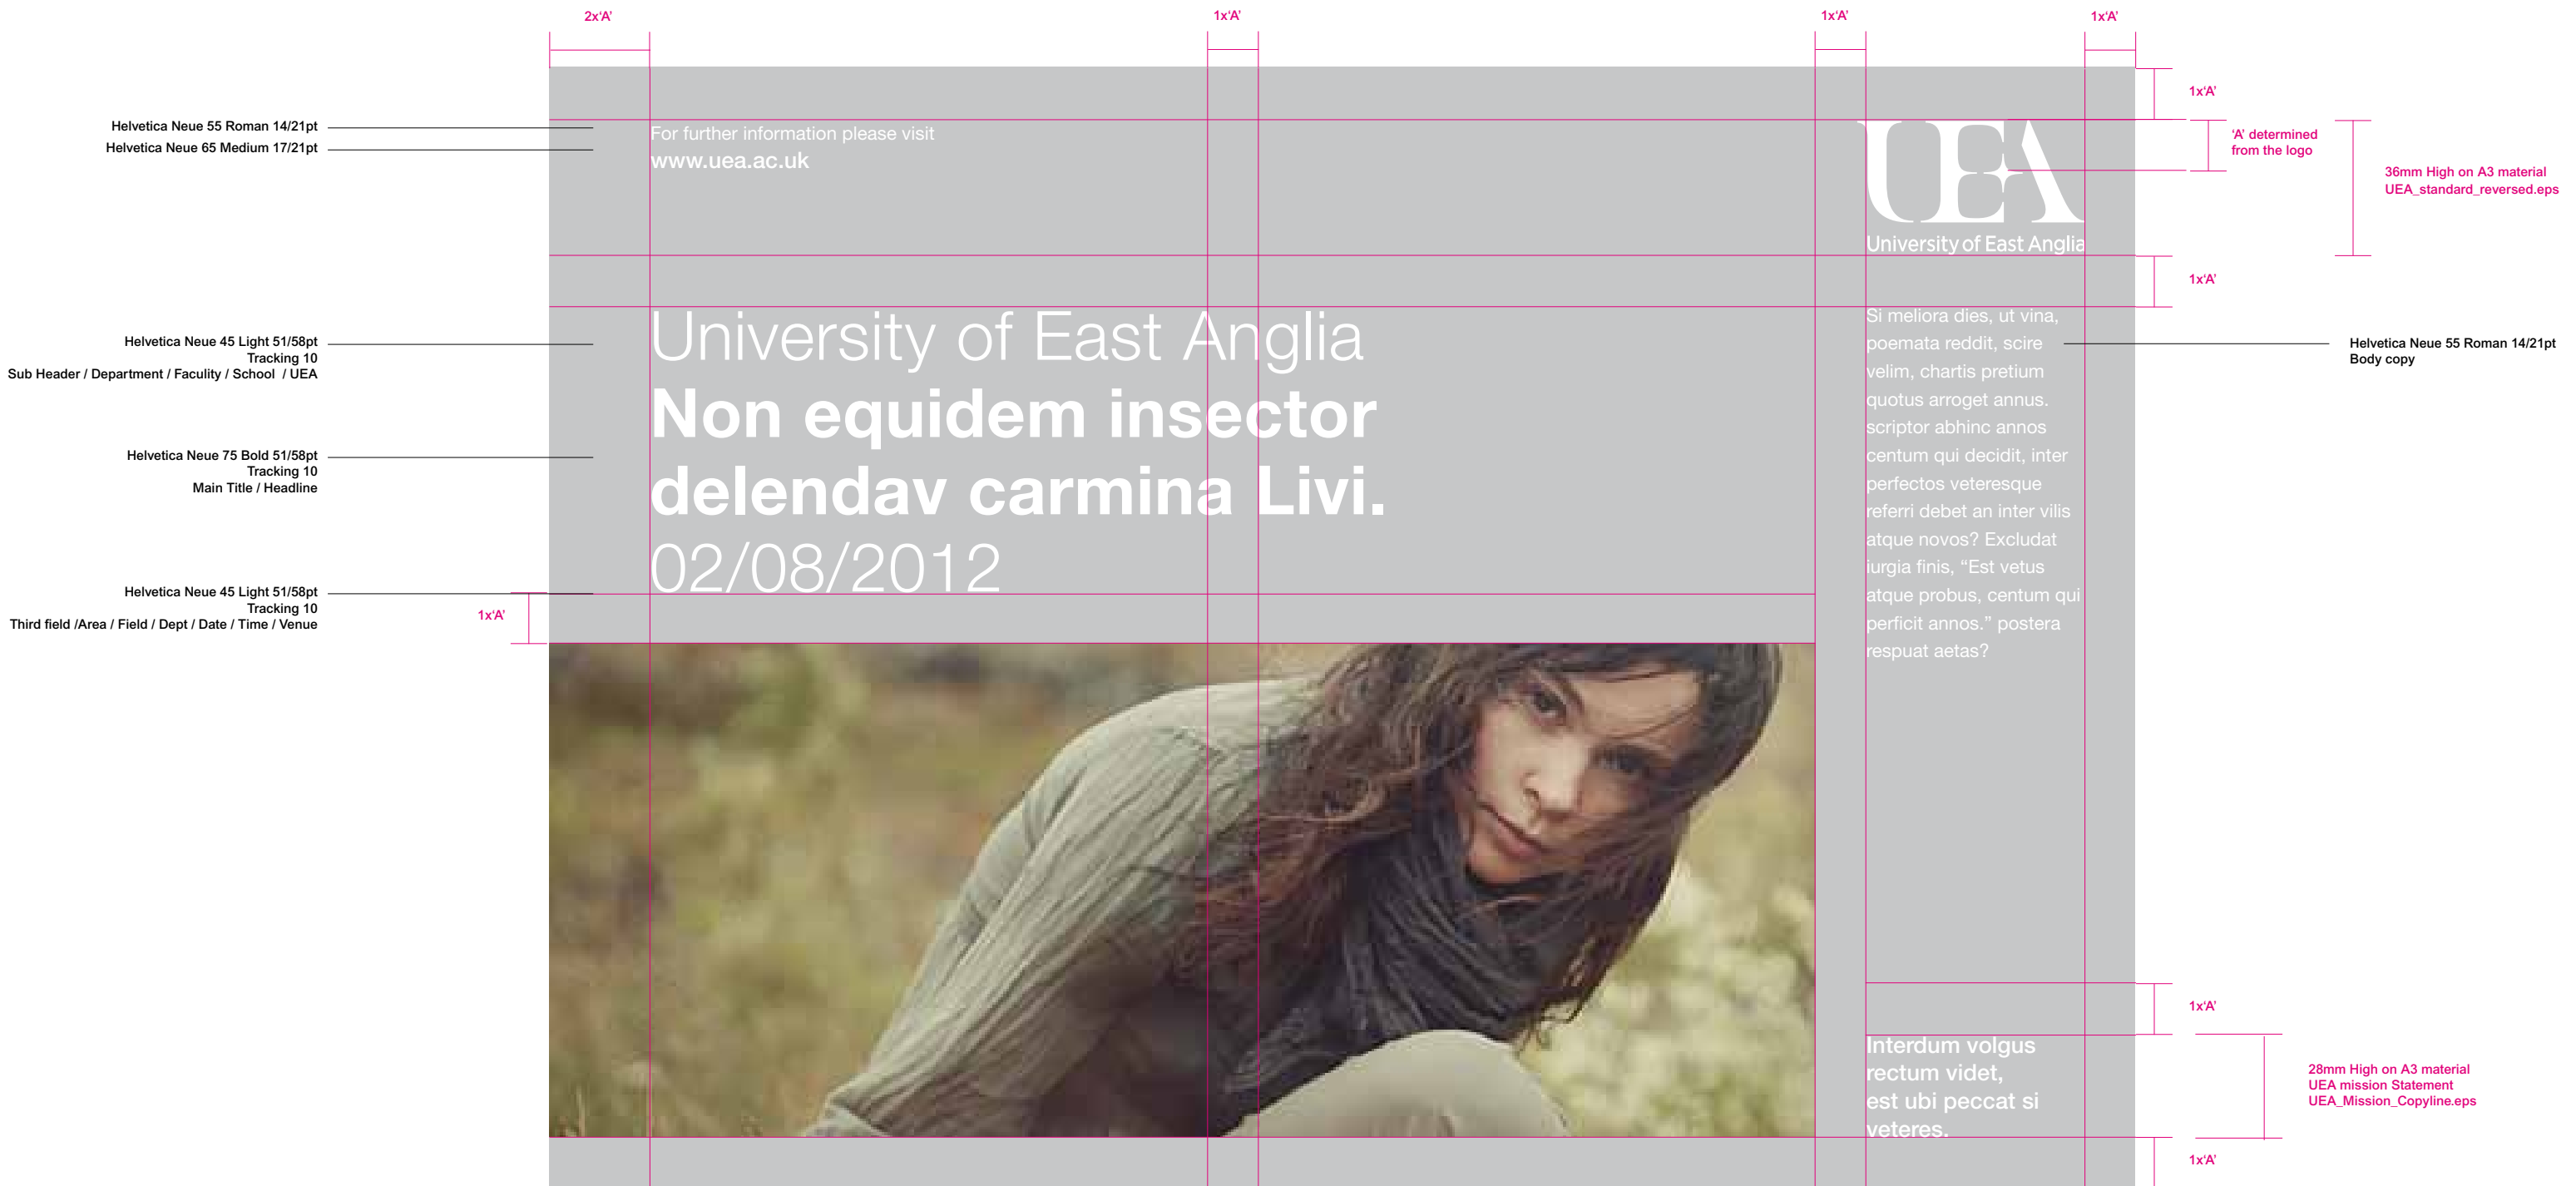 2x‘A’
1x‘A’
1x‘A’
1x‘A’
1x‘A’
Helvetica Neue 55 Roman 14/21pt
Helvetica Neue 65 Medium 17/21pt
For further information please visit
www.uea.ac.uk
UEA
University of East Anglia
‘A’ determined
from the logo
36mm High on A3 material
UEA_standard_reversed.eps
1x‘A’
Helvetica Neue 45 Light 51/58pt
Tracking 10
Sub Header / Department / Faculity / School  / UEA
Helvetica Neue 75 Bold 51/58pt
Tracking 10
Main Title / Headline
Helvetica Neue 45 Light 51/58pt
Tracking 10
Third field /Area / Field / Dept / Date / Time / Venue
1x‘A’
University of East Anglia
Non equidem insector
delendav carmina Livi.
02/08/2012
Si meliora dies, ut vina,
poemata reddit, scire
velim, chartis pretium
quotus arroget annus.
scriptor abhinc annos
centum qui decidit, inter
perfectos veteresque
referri debet an inter vilis
atque novos? Excludat
iurgia finis, “Est vetus
atque probus, centum qui
perficit annos.” postera
respuat aetas?
Helvetica Neue 55 Roman 14/21pt
Body copy
1x‘A’
Interdum volgus
rectum videt,
est ubi peccat si
veteres.
28mm High on A3 material
UEA mission Statement
UEA_Mission_Copyline.eps
1x‘A’